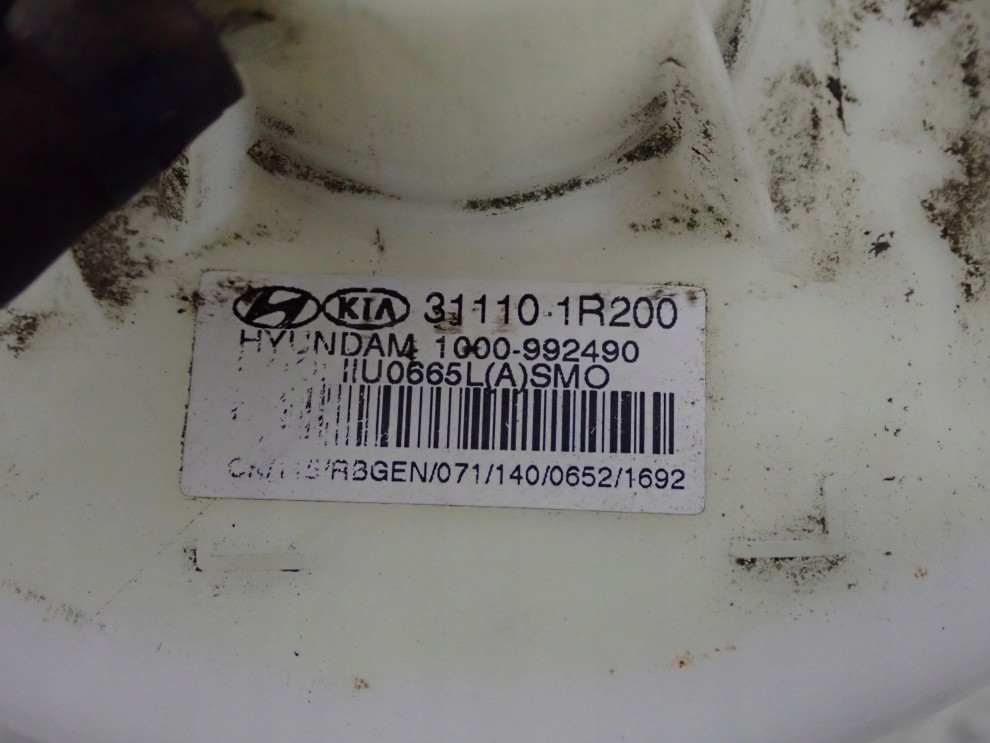 KIA 31110-1R200
HYUNDAM 1000-992490
IIU0665L(A)SMO
/RBGEN/071/140/0652/1692